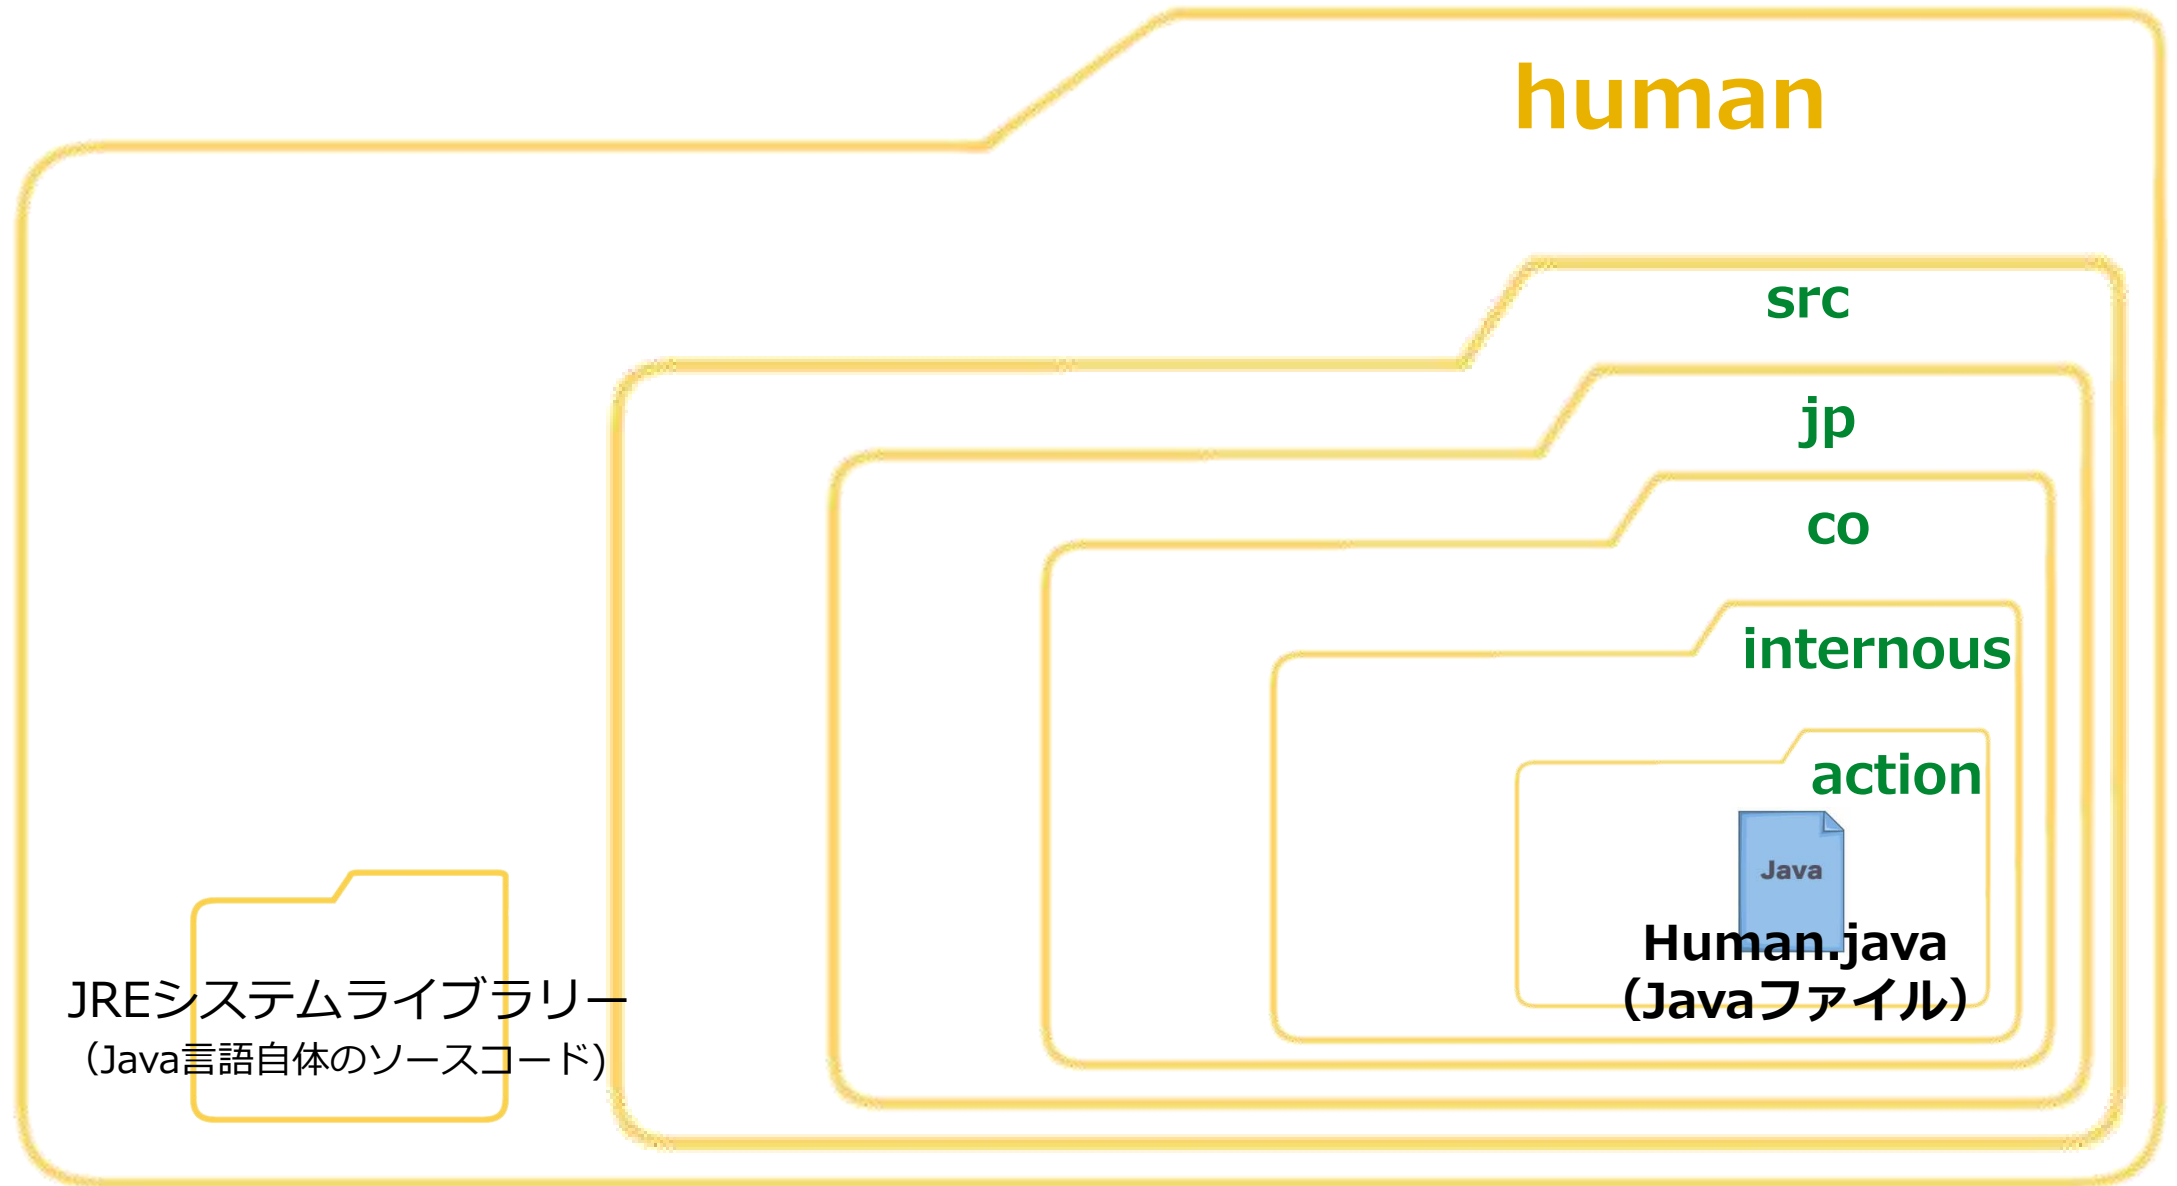 human
src
jp
co
internous
action
Java
Human.java
（Javaファイル）
JREシステムライブラリー
（Java言語自体のソースコード)